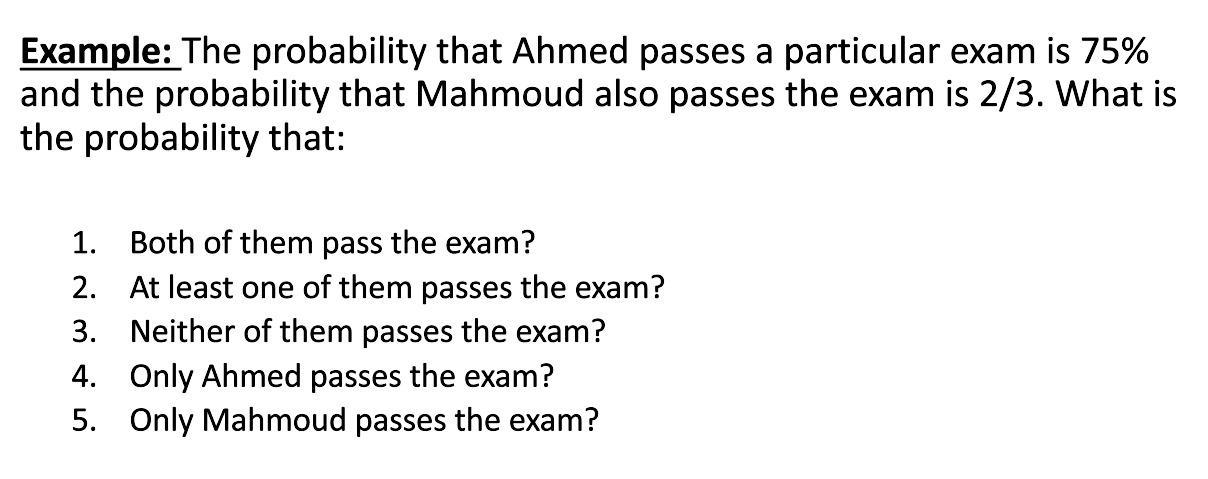 Example: The probability that Ahmed passes a particular exam is 75%
and the probability that Mahmoud also passes the exam is 2/3. What is
the probability that:
1. Both of them pass the exam?
2. At least one of them passes the exam?
3. Neither of them passes the exam?
4. Only Ahmed passes the exam?
5. Only Mahmoud passes the exam?